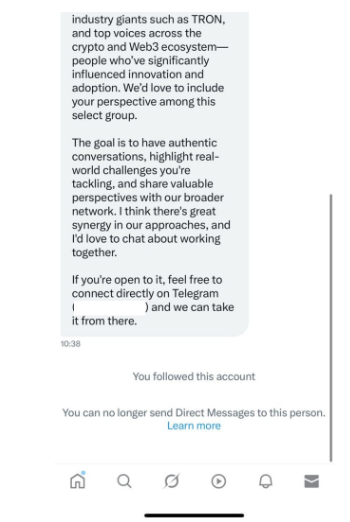 industry giants such as TRON,
and top voices across the
crypto and Web3 ecosystem—
people who've significantly
influenced innovation and
adoption. We'd love to include
your perspective among this
select group.
The goal is to have authentic
conversations, highlight real-
world challenges you're
tackling, and share valuable
perspectives with our broader
network. I think there's great
synergy in our approaches, and
I'd love to chat about working
together.
If you're open to it, feel free to
connect directly on Telegram
( ) and we can take
it from there.
10:38
You followed this account
You can no longer send Direct Messages to this person.
Learn more